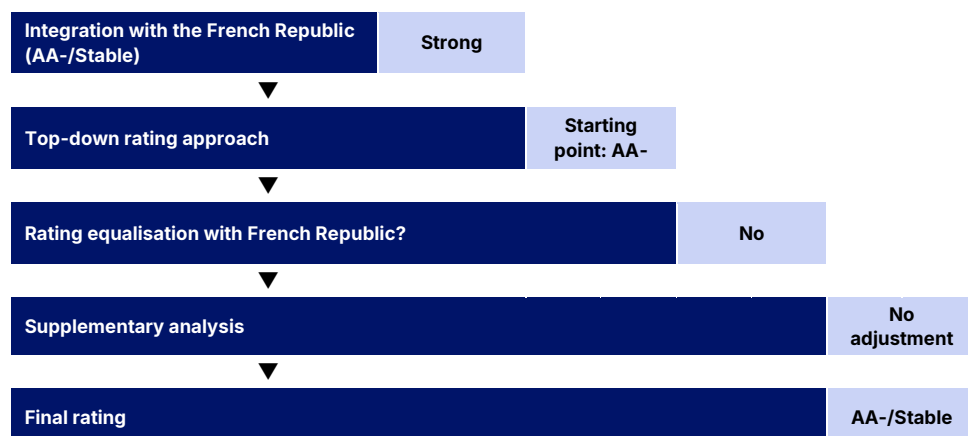 Integration with the French Republic
(AA-/Stable)
Strong
Top-down rating approach
Starting
point: AA-
Rating equalisation with French Republic?
No
Supplementary analysis
No
adjustment
Final rating
AA-/Stable